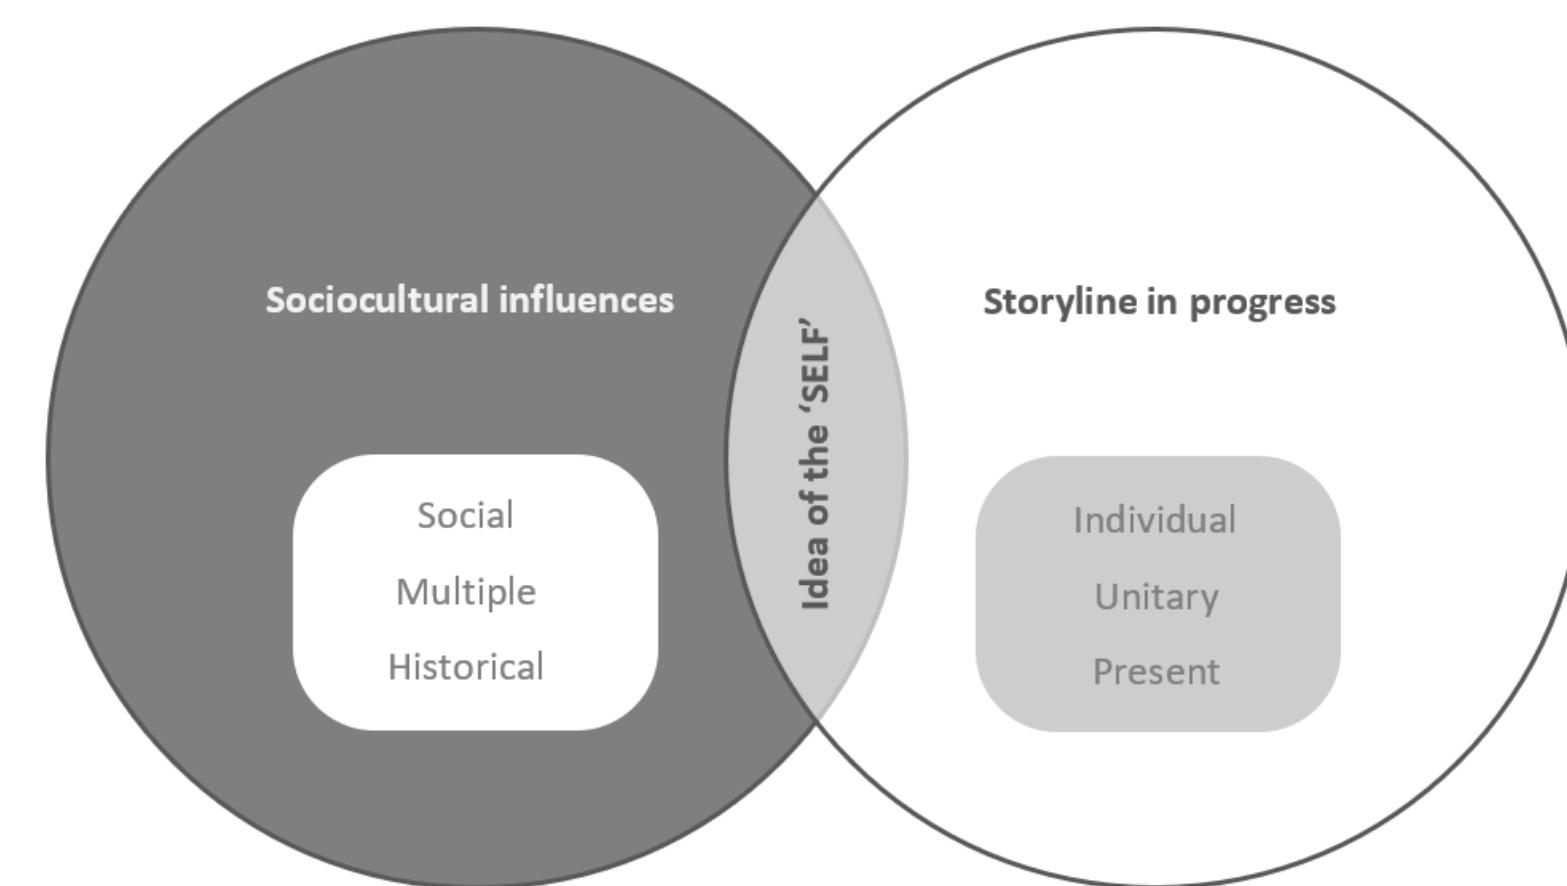 Sociocultural influences
Social
Multiple
Historical
Idea of the ‘SELF’
Storyline in progress
Individual
Unitary
Present